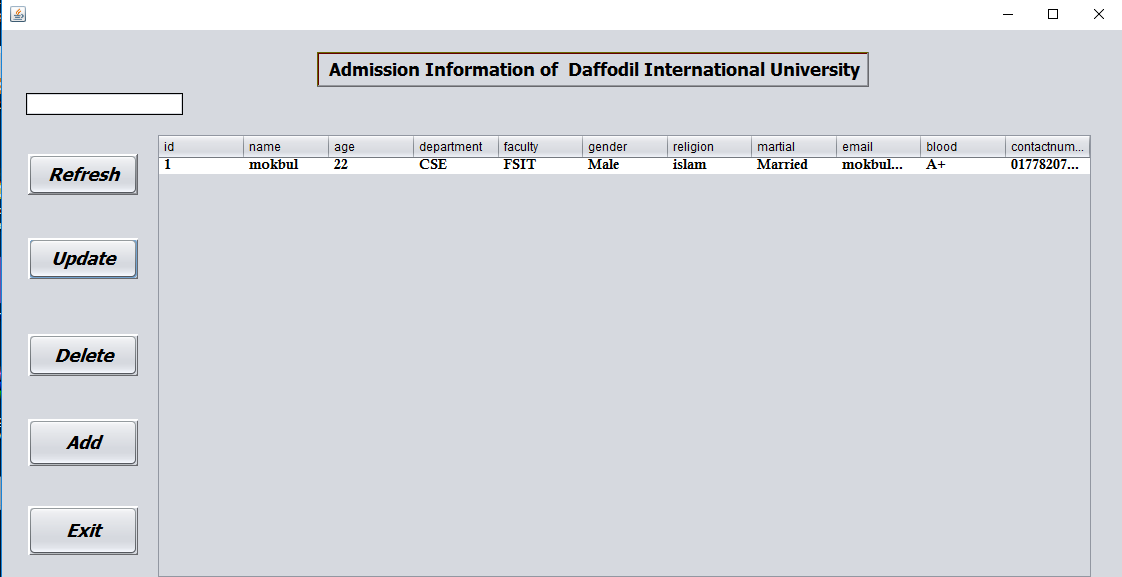 Admission Information of Daffodil International University
id name age department faculty gender religion martial email blood contactnum...
1 mokbul 22 CSE FSIT Male islam Married mokbul... A+ 01778207...
Refresh
Update
Delete
Add
Exit